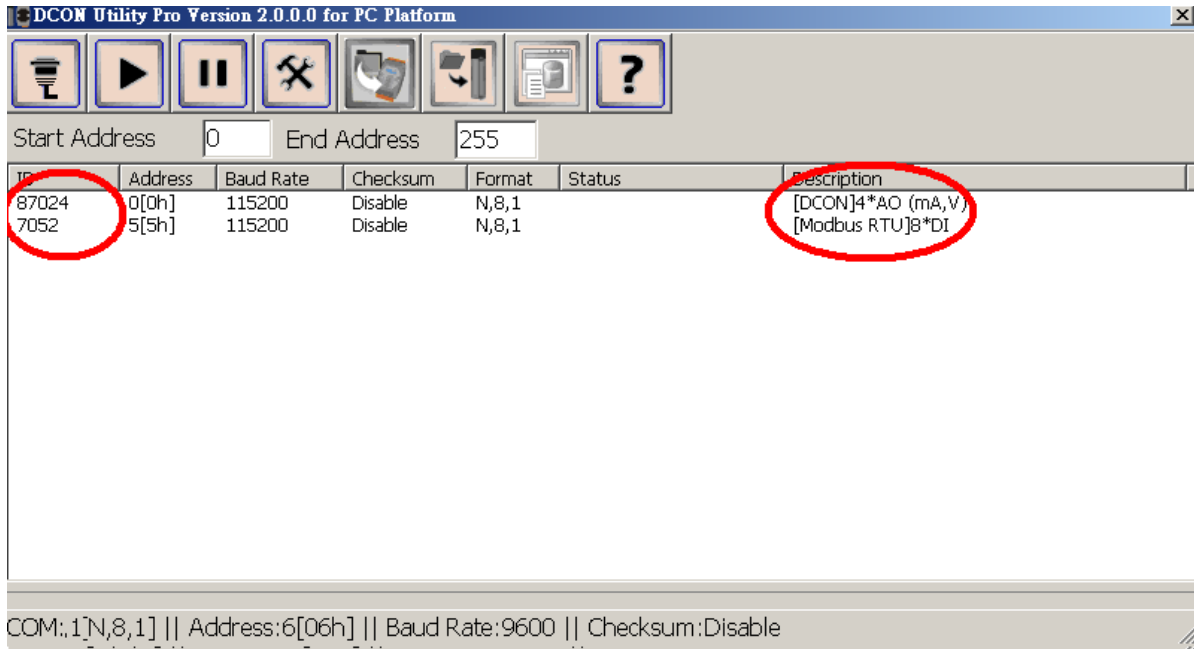 DCON Utility Pro Version 2.0.0.0 for PC Platform
Start Address 0 End Address 255
ID Address Baud Rate Checksum Format Status Description
87024 0[0h] 115200 Disable N,8,1 [DCON]4*AO (mA,V)
7052 5[5h] 115200 Disable N,8,1 [Modbus RTU]8*DI
COM:,1[N,8,1] || Address:6[06h] || Baud Rate:9600 || Checksum:Disable